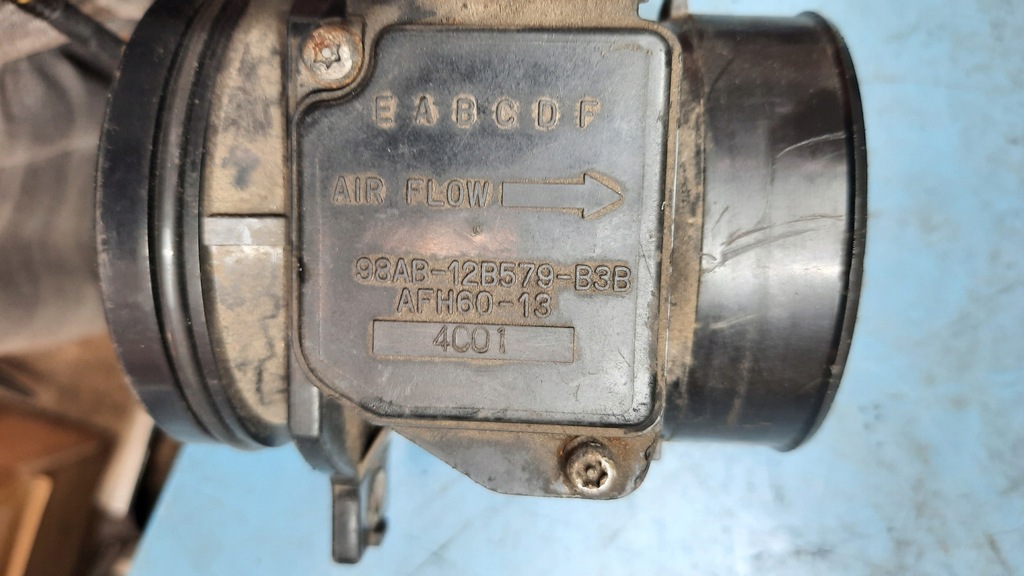 E A B C D F
AIR FLOW
98AB-12B579-B3B
AFH60-13
4C01